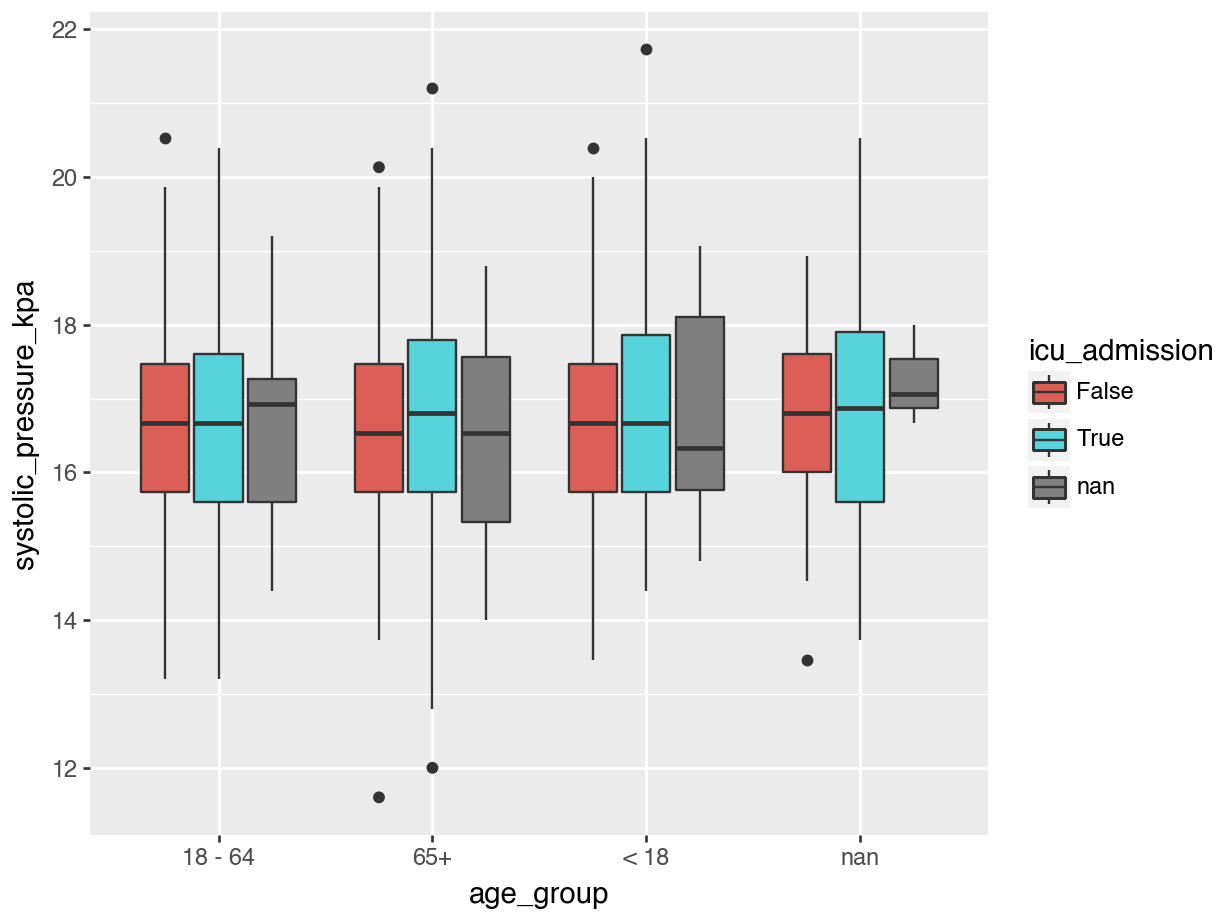 22
20
18
16
14
12
systolic_pressure_kpa
18 - 64
65+
< 18
nan
age_group
icu_admission
False
True
nan